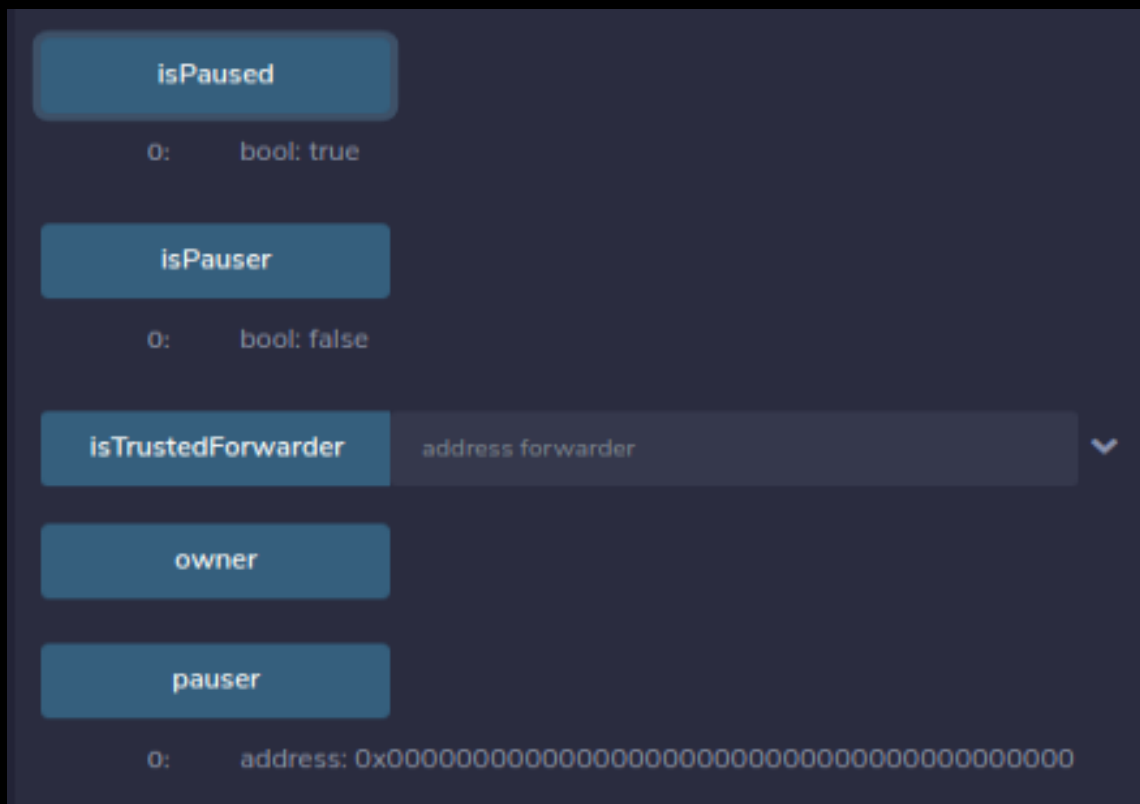 isPaused
0: bool: true
isPauser
0: bool: false
isTrustedForwarder address forwarder
owner
pauser
0: address: 0x0000000000000000000000000000000000000000